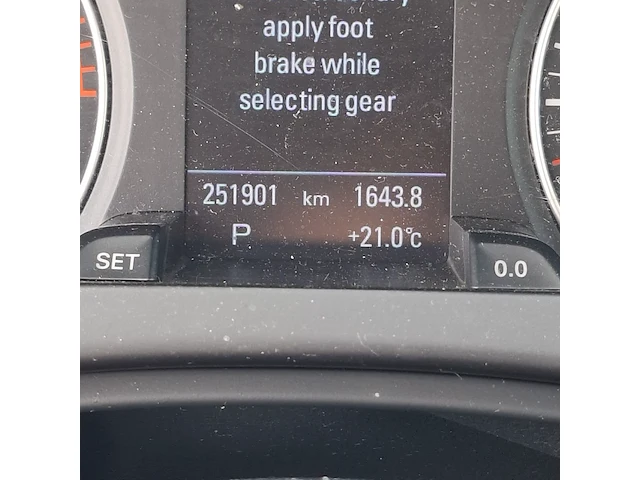 apply foot
brake while
selecting gear
251901 km 1643.8
P +21.0°C
SET 0.0